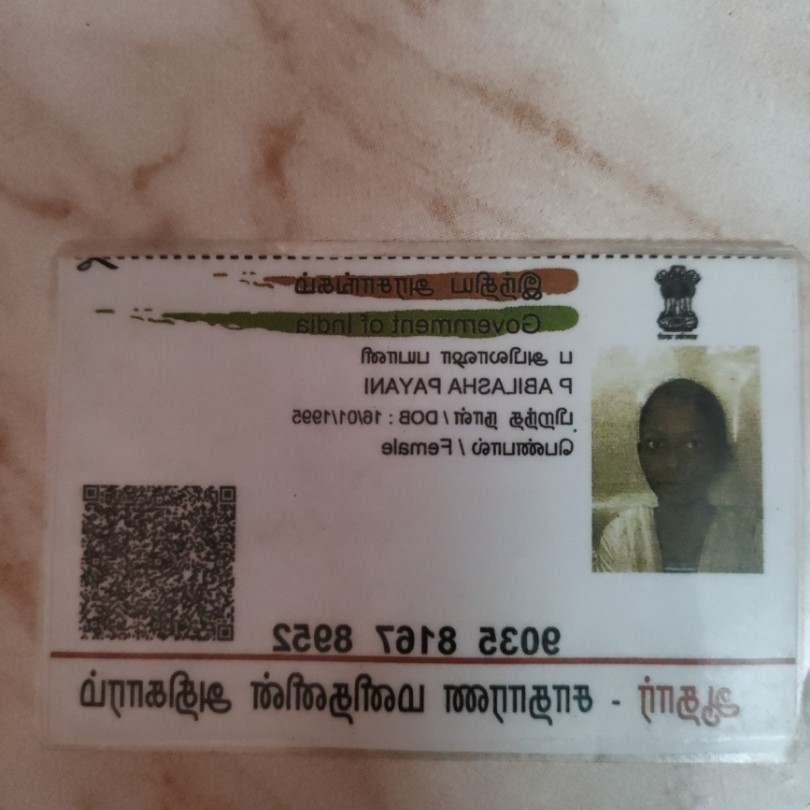 இந்திய அரசாங்கம்
Government of India
ப அபிலாஷா பயானி
P ABILASHA PAYANI
பிறந்த நாள் / DOB : 16/01/1995
பெண்பால் / Female
9035 8167 8952
ஆதார் - சாதாரண மனிதனின் அதிகாரம்